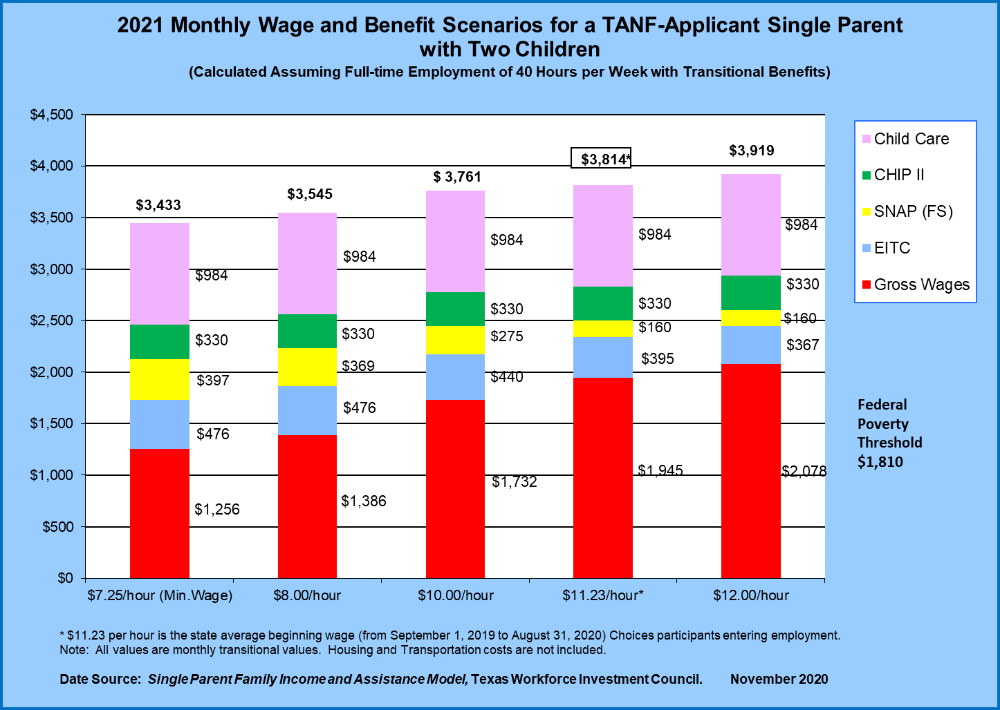 2021 Monthly Wage and Benefit Scenarios for a TANF-Applicant Single Parent
with Two Children
(Calculated Assuming Full-time Employment of 40 Hours per Week with Transitional Benefits)
$4,500
$4,000
$3,500
$3,000
$2,500
$2,000
$1,500
$1,000
$500
$0
$3,433
$984
$330
$397
$476
$1,256
$3,545
$984
$330
$369
$476
$1,386
$ 3,761
$984
$330
$275
$440
$1,732
$3,814*
$984
$330
$160
$395
$1,945
$3,919
$984
$330
$160
$367
$2,078
$7.25/hour (Min.Wage)
$8.00/hour
$10.00/hour
$11.23/hour*
$12.00/hour
Child Care
CHIP II
SNAP (FS)
EITC
Gross Wages
Federal
Poverty
Threshold
$1,810
* $11.23 per hour is the state average beginning wage (from September 1, 2019 to August 31, 2020) Choices participants entering employment.
Note:  All values are monthly transitional values.  Housing and Transportation costs are not included.
Date Source:  Single Parent Family Income and Assistance Model, Texas Workforce Investment Council.        November 2020